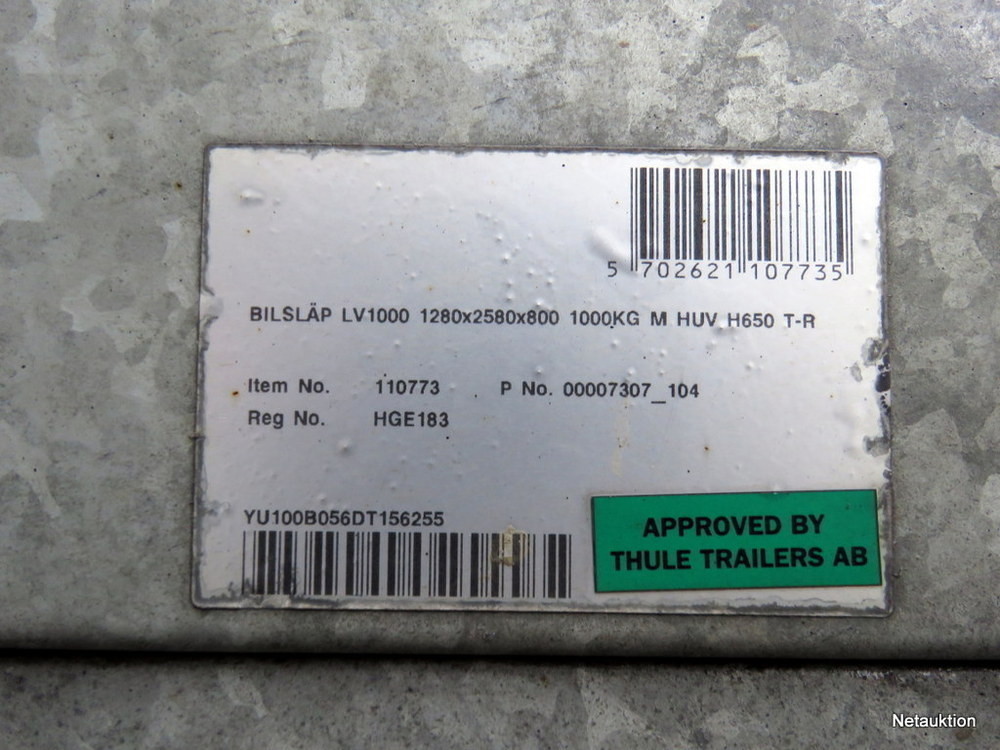 5 702621 107735
BILSLÄP LV1000 1280x2580x800 1000KG M HUV H650 T-R
Item No. 110773 P No. 00007307_104
Reg No. HGE183
YU100B056DT156255
APPROVED BY
THULE TRAILERS AB
Netauktion